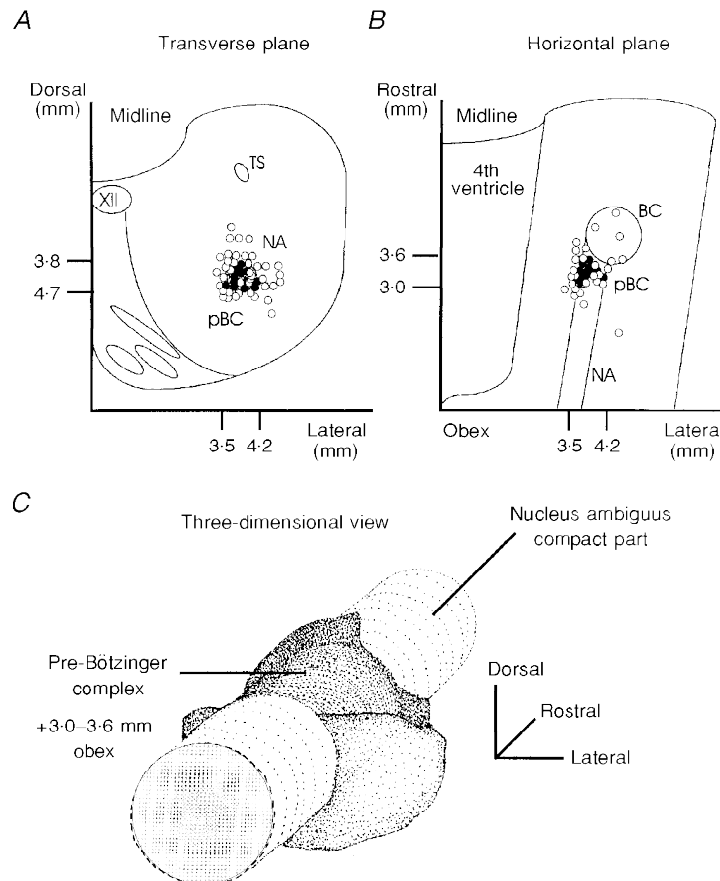 A
Transverse plane
Dorsal
(mm)
Midline
TS
XII
NA
3·8
4·7
pBC
3·5
4·2
Lateral
(mm)
B
Horizontal plane
Rostral
(mm)
Midline
4th
ventricle
BC
3·6
3·0
pBC
NA
Obex
3·5
4·2
Latera
(mm)
C
Three-dimensional view
Nucleus ambiguus
compact part
Pre-Bötzinger
complex
+3·0–3·6 mm
obex
Dorsal
Rostral
Lateral